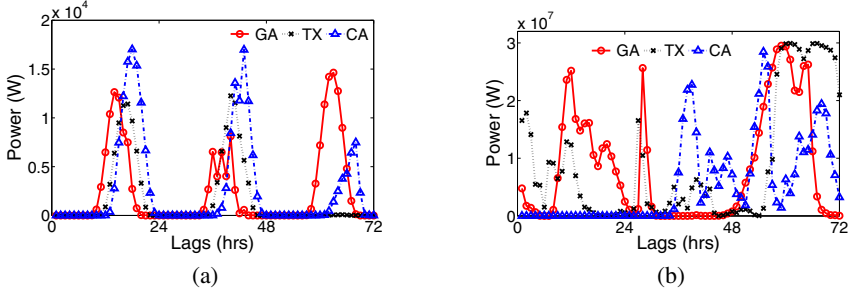 x 10^4
2
1.5
1
0.5
0
Power (W)
GA TX CA
0 24 48 72
Lags (hrs)
(a)
x 10^7
3
2
1
0
Power (W)
GA TX CA
0 24 48 72
Lags (hrs)
(b)